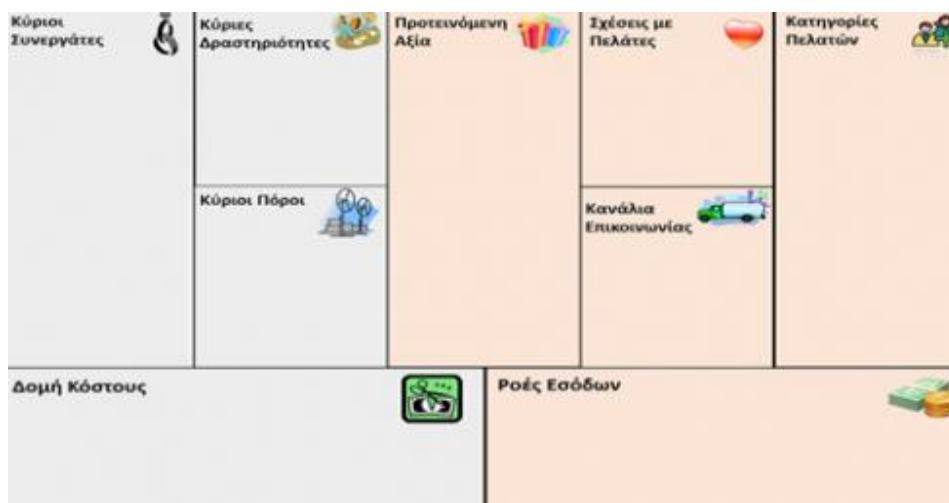 Κύριοι
Συνεργάτες
Κύριες
Δραστηριότητες
Προτεινόμενη
Αξία
Σχέσεις με
Πελάτες
Κατηγορίες
Πελατών
Κύριοι Πόροι
Κανάλια
Επικοινωνίας
Δομή Κόστους
Ροές Εσόδων